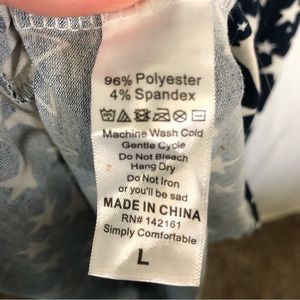 96% Polyester
4% Spandex
Machine Wash Cold
Gentle Cycle
Do Not Bleach
Hang Dry
Do Not Iron
or you'll be sad
MADE IN CHINA
RN# 142161
Simply Comfortable
L